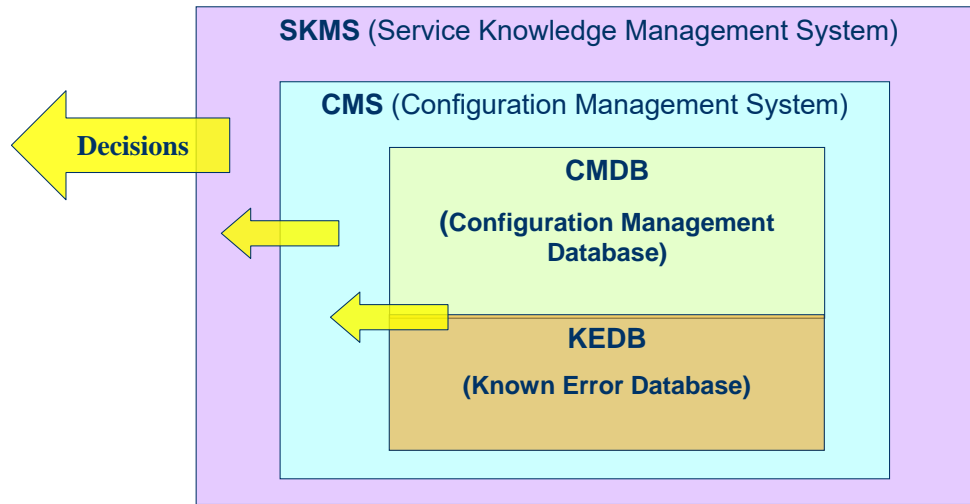 SKMS (Service Knowledge Management System)
CMS (Configuration Management System)
Decisions
CMDB
(Configuration Management
Database)
KEDB
(Known Error Database)